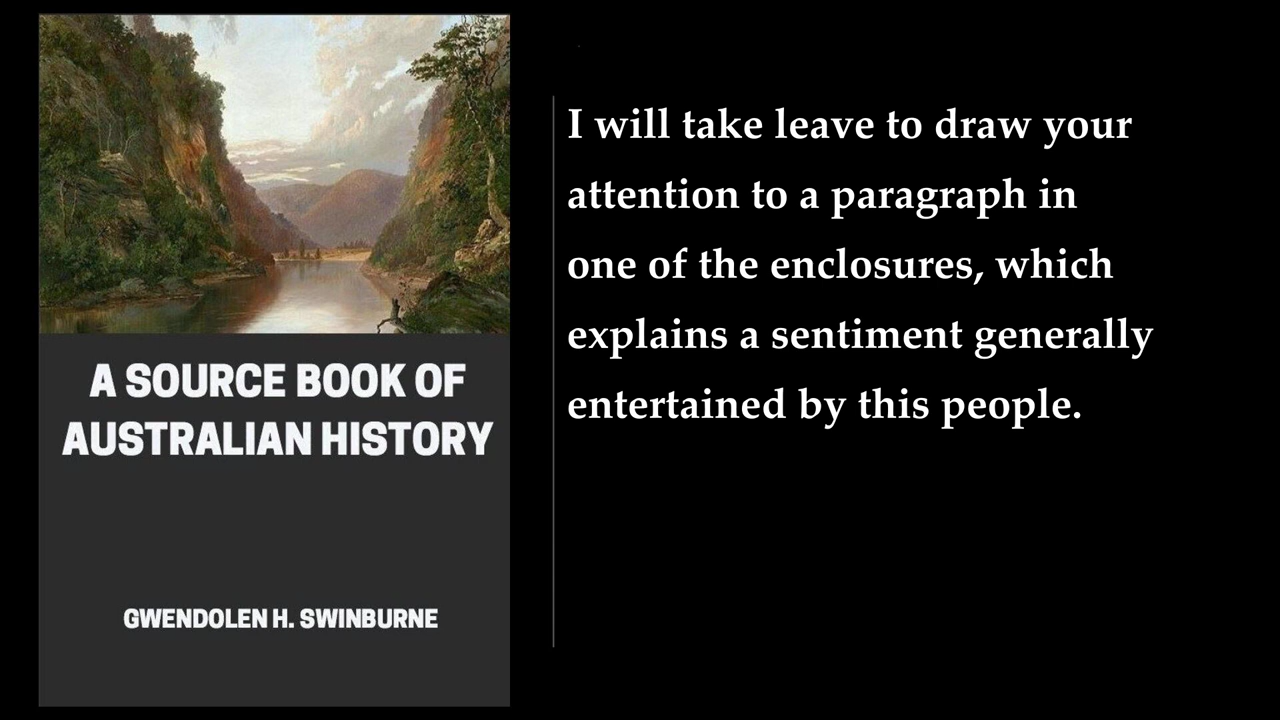 A SOURCE BOOK OF
AUSTRALIAN HISTORY
GWENDOLEN H. SWINBURNE
I will take leave to draw your
attention to a paragraph in
one of the enclosures, which
explains a sentiment generally
entertained by this people.